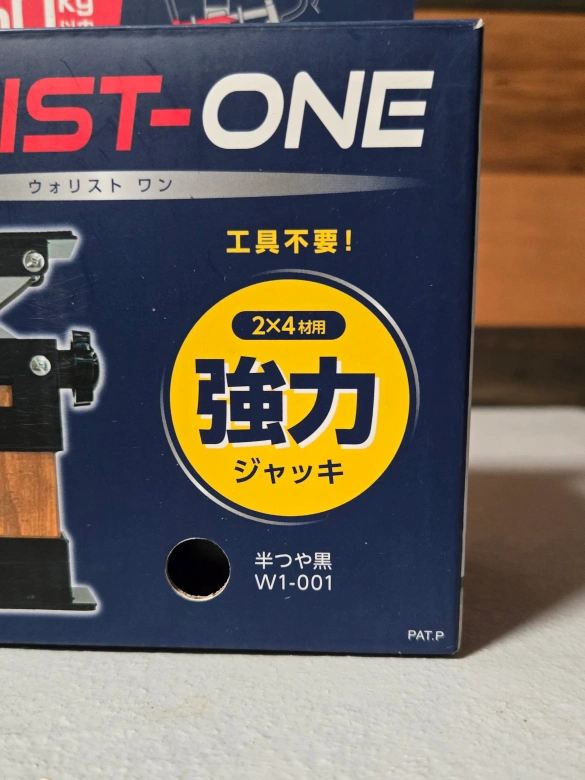 kg
IST-ONE
ウォリスト ワン
工具不要!
2×4材用
強力
ジャッキ
半つや黒
W1-001
PAT.P